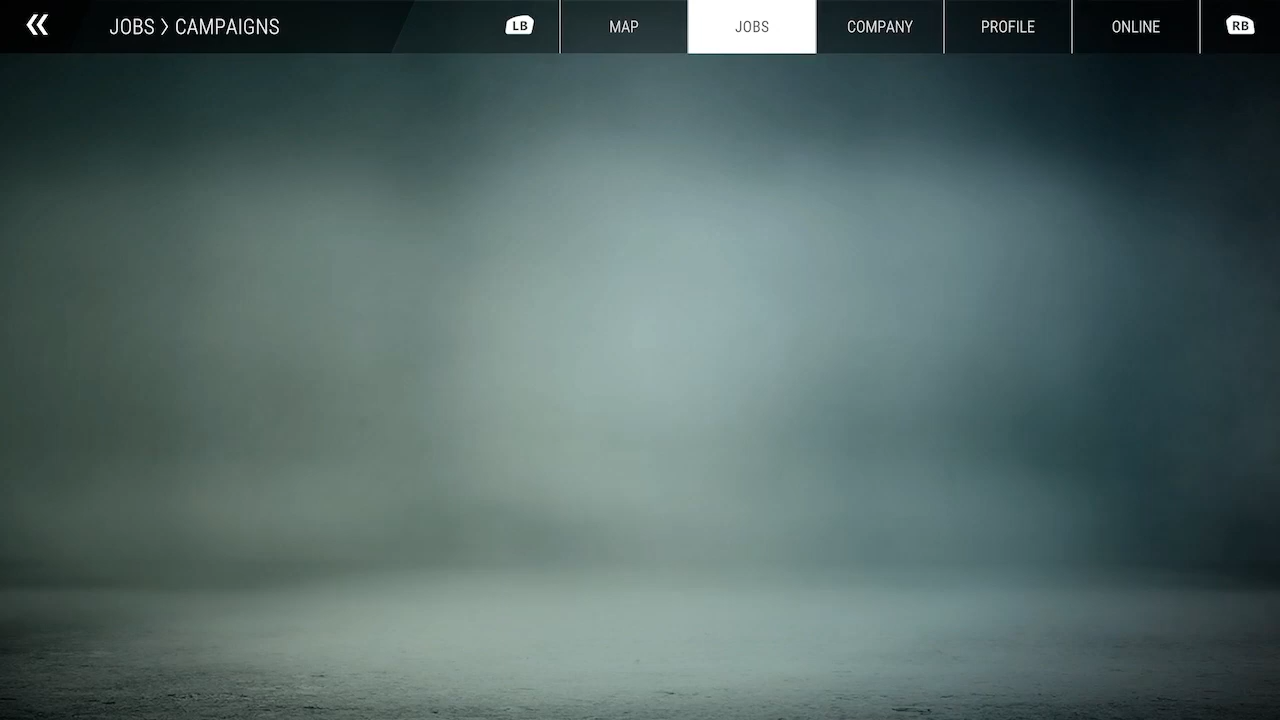 JOBS > CAMPAIGNS
LB
MAP
JOBS
COMPANY
PROFILE
ONLINE
RB